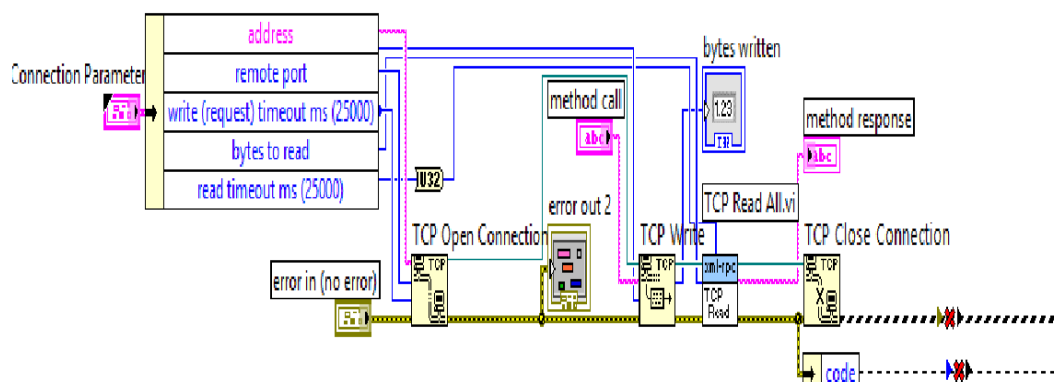 Connection Parameter
address
remote port
write (request) timeout ms (25000)
bytes to read
read timeout ms (25000)
U32
bytes written
1.23
method call
abc
method response
abc
TCP Read All.vi
error out 2
TCP Open Connection
TCP
TCP Write
TCP
xml-rpc
TCP
Read
TCP Close Connection
TCP
error in (no error)
code